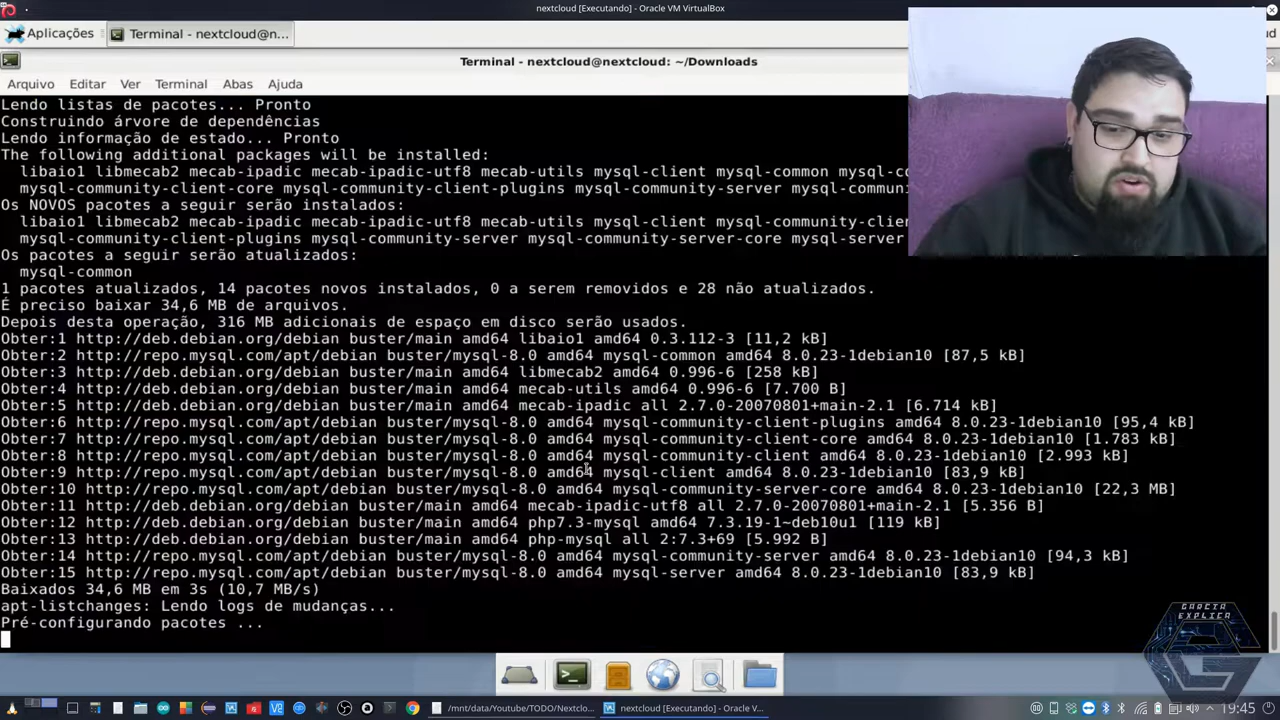 nextcloud [Executando] - Oracle VM VirtualBox
Aplicações
Terminal - nextcloud@n...
Terminal - nextcloud@nextcloud: ~/Downloads
Arquivo Editar Ver Terminal Abas Ajuda
Lendo listas de pacotes... Pronto
Construindo árvore de dependências
Lendo informação de estado... Pronto
The following additional packages will be installed:
libaio1 libmecab2 mecab-ipadic mecab-ipadic-utf8 mecab-utils mysql-client mysql-common mysql-co
mysql-community-client-core mysql-community-client-plugins mysql-community-server mysql-commun
Os NOVOS pacotes a seguir serão instalados:
libaio1 libmecab2 mecab-ipadic mecab-ipadic-utf8 mecab-utils mysql-client mysql-community-clie
mysql-community-client-plugins mysql-community-server mysql-community-server-core mysql-server
Os pacotes a seguir serão atualizados:
mysql-common
1 pacotes atualizados, 14 pacotes novos instalados, 0 a serem removidos e 28 não atualizados.
É preciso baixar 34,6 MB de arquivos.
Depois desta operação, 316 MB adicionais de espaço em disco serão usados.
Obter:1 http://deb.debian.org/debian buster/main amd64 libaio1 amd64 0.3.112-3 [11,2 kB]
Obter:2 http://repo.mysql.com/apt/debian buster/mysql-8.0 amd64 mysql-common amd64 8.0.23-1debian10 [87,5 kB]
Obter:3 http://deb.debian.org/debian buster/main amd64 libmecab2 amd64 0.996-6 [258 kB]
Obter:4 http://deb.debian.org/debian buster/main amd64 mecab-utils amd64 0.996-6 [7.700 B]
Obter:5 http://deb.debian.org/debian buster/main amd64 mecab-ipadic all 2.7.0-20070801+main-2.1 [6.714 kB]
Obter:6 http://repo.mysql.com/apt/debian buster/mysql-8.0 amd64 mysql-community-client-plugins amd64 8.0.23-1debian10 [95,4 kB]
Obter:7 http://repo.mysql.com/apt/debian buster/mysql-8.0 amd64 mysql-community-client-core amd64 8.0.23-1debian10 [1.783 kB]
Obter:8 http://repo.mysql.com/apt/debian buster/mysql-8.0 amd64 mysql-community-client amd64 8.0.23-1debian10 [2.993 kB]
Obter:9 http://repo.mysql.com/apt/debian buster/mysql-8.0 amd64 mysql-client amd64 8.0.23-1debian10 [83,9 kB]
Obter:10 http://repo.mysql.com/apt/debian buster/mysql-8.0 amd64 mysql-community-server-core amd64 8.0.23-1debian10 [22,3 MB]
Obter:11 http://deb.debian.org/debian buster/main amd64 mecab-ipadic-utf8 all 2.7.0-20070801+main-2.1 [5.356 B]
Obter:12 http://deb.debian.org/debian buster/main amd64 php7.3-mysql amd64 7.3.19-1~deb10u1 [119 kB]
Obter:13 http://deb.debian.org/debian buster/main amd64 php-mysql all 2:7.3+69 [5.992 B]
Obter:14 http://repo.mysql.com/apt/debian buster/mysql-8.0 amd64 mysql-community-server amd64 8.0.23-1debian10 [94,3 kB]
Obter:15 http://repo.mysql.com/apt/debian buster/mysql-8.0 amd64 mysql-server amd64 8.0.23-1debian10 [83,9 kB]
Baixados 34,6 MB em 3s (10,7 MB/s)
apt-listchanges: Lendo logs de mudanças...
Pré-configurando pacotes ...
GARCIA
EXPLICA
/mnt/data/Youtube/TODO/Nextclo...
nextcloud [Executando] - Oracle V...
19:45